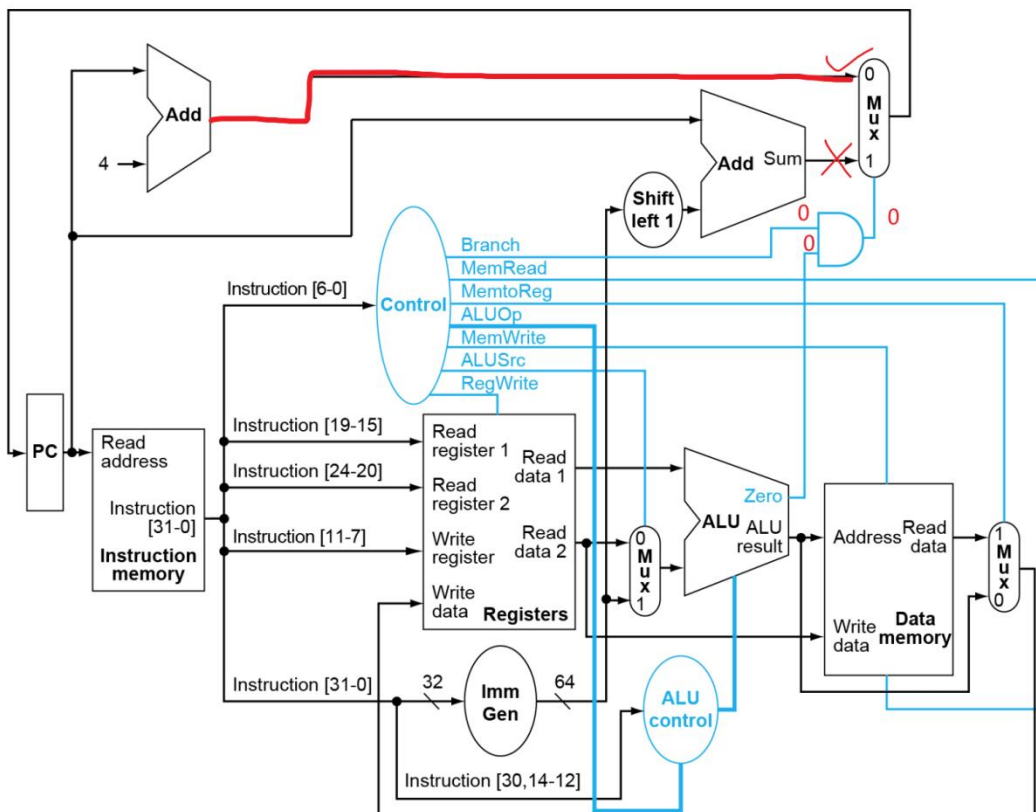 Add
4
0
Mux
1
Add Sum
Shift
left 1
0
0
0
Branch
MemRead
MemtoReg
ALUOp
MemWrite
ALUSrc
RegWrite
Control
Instruction [6-0]
PC
Read
address
Instruction
[31-0]
Instruction
memory
Instruction [19-15]
Instruction [24-20]
Instruction [11-7]
Read
register 1
Read
register 2
Write
register
Write
data
Read
data 1
Read
data 2
Registers
0
Mux
1
Zero
ALU
ALU
result
Address
Read
data
Write
data
Data
memory
1
Mux
0
Instruction [31-0]
32
Imm
Gen
64
ALU
control
Instruction [30,14-12]